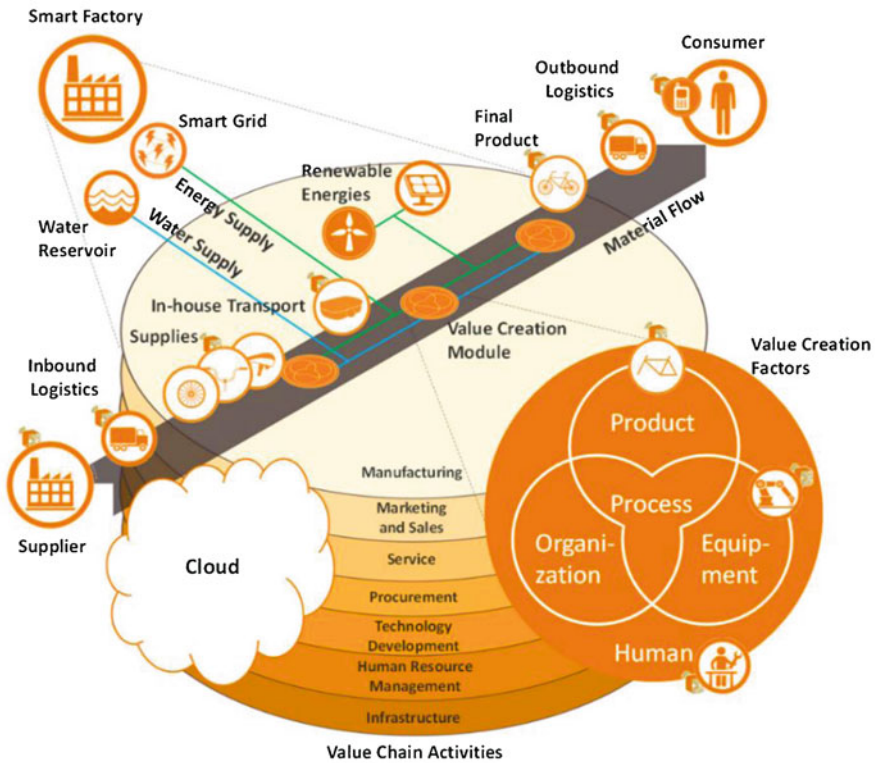 Smart Factory
Consumer
Outbound
Logistics
Final
Product
Smart Grid
Renewable
Energies
Energy Supply
Water
Reservoir
Water Supply
Material Flow
In-house Transport
Supplies
Value Creation
Module
Inbound
Logistics
Value Creation
Factors
Product
Process
Organi-
zation
Equip-
ment
Human
Supplier
Cloud
Manufacturing
Marketing
and Sales
Service
Procurement
Technology
Development
Human Resource
Management
Infrastructure
Value Chain Activities